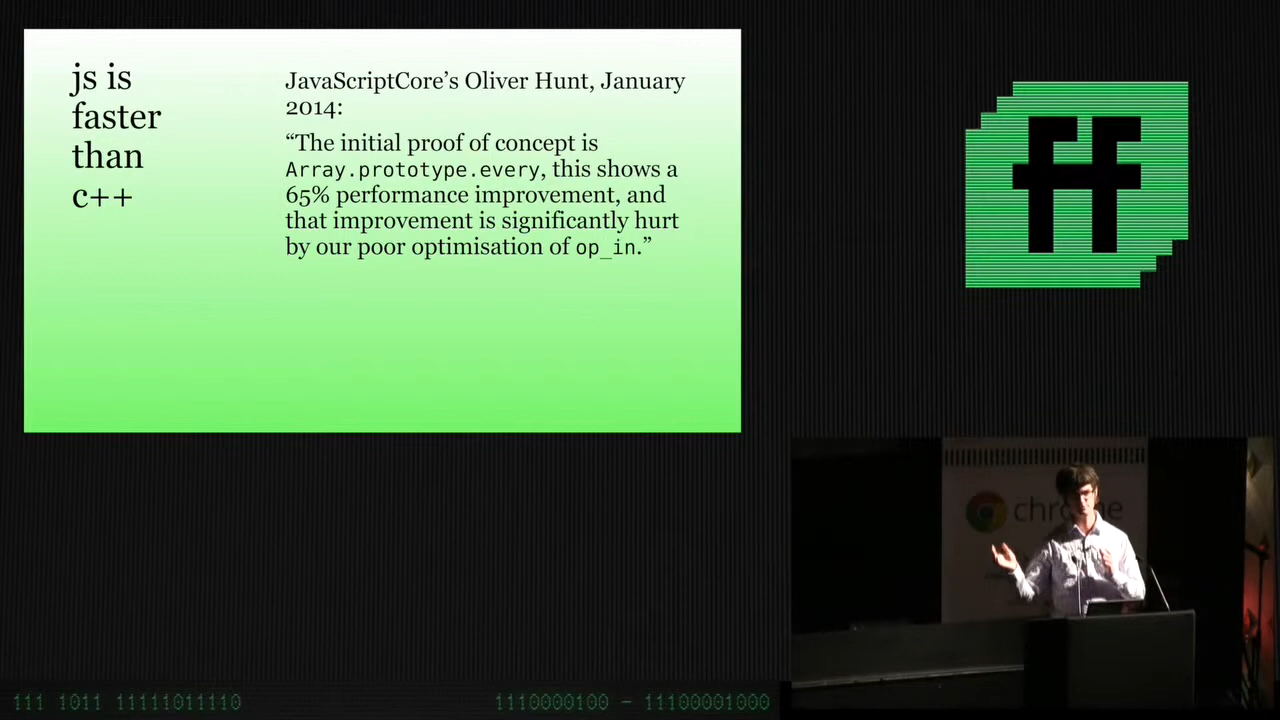 js is
faster
than
c++
JavaScriptCore’s Oliver Hunt, January
2014:
“The initial proof of concept is
Array.prototype.every, this shows a
65% performance improvement, and
that improvement is significantly hurt
by our poor optimisation of op_in.”
ff
chrome
111 1011 11111011110
1110000100 – 11100001000